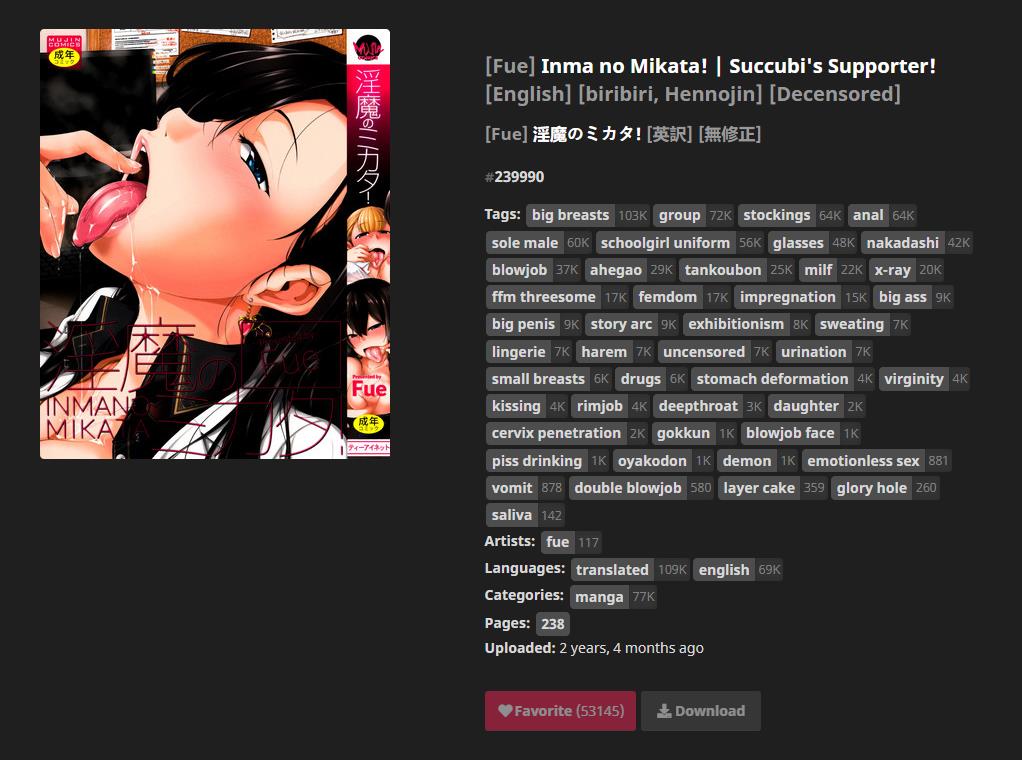 MUJIN
COMICS
成年
コミック
淫魔のミカタ!
INMANO
MIKATA
淫魔のミカタ!
Presented by
Fue
成年
コミック
ティーアイネット
[Fue] Inma no Mikata! | Succubi's Supporter!
[English] [biribiri, Hennojin] [Decensored]
[Fue] 淫魔のミカタ! [英訳] [無修正]
#239990
Tags: big breasts 103K group 72K stockings 64K anal 64K
sole male 60K schoolgirl uniform 56K glasses 48K nakadashi 42K
blowjob 37K ahegao 29K tankoubon 25K milf 22K x-ray 20K
ffm threesome 17K femdom 17K impregnation 15K big ass 9K
big penis 9K story arc 9K exhibitionism 8K sweating 7K
lingerie 7K harem 7K uncensored 7K urination 7K
small breasts 6K drugs 6K stomach deformation 4K virginity 4K
kissing 4K rimjob 4K deepthroat 3K daughter 2K
cervix penetration 2K gokkun 1K blowjob face 1K
piss drinking 1K oyakodon 1K demon 1K emotionless sex 881
vomit 878 double blowjob 580 layer cake 359 glory hole 260
saliva 142
Artists: fue 117
Languages: translated 109K english 69K
Categories: manga 77K
Pages: 238
Uploaded: 2 years, 4 months ago
Favorite (53145) Download